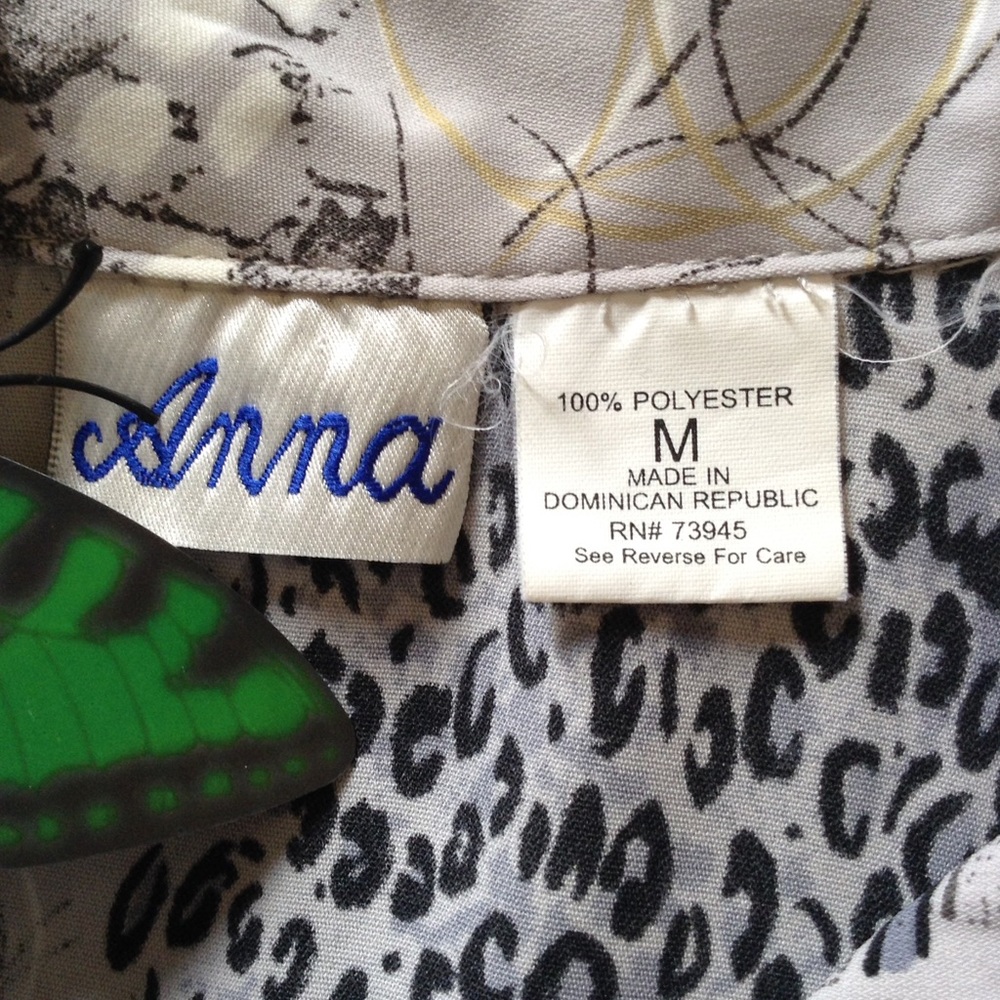 Anna
100% POLYESTER
M
MADE IN
DOMINICAN REPUBLIC
RN# 73945
See Reverse For Care